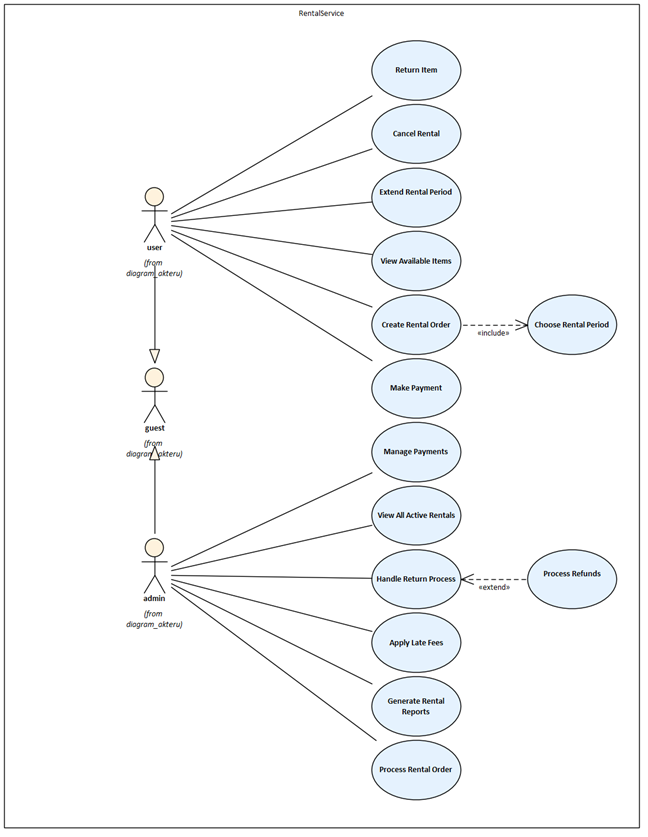 RentalService
Return Item
Cancel Rental
Extend Rental Period
user
(from
diagram_akteru)
View Available Items
Create Rental Order
«include»
Choose Rental Period
Make Payment
guest
(from
diagram_akteru)
Manage Payments
View All Active Rentals
Handle Return Process
«extend»
Process Refunds
admin
(from
diagram_akteru)
Apply Late Fees
Generate Rental
Reports
Process Rental Order